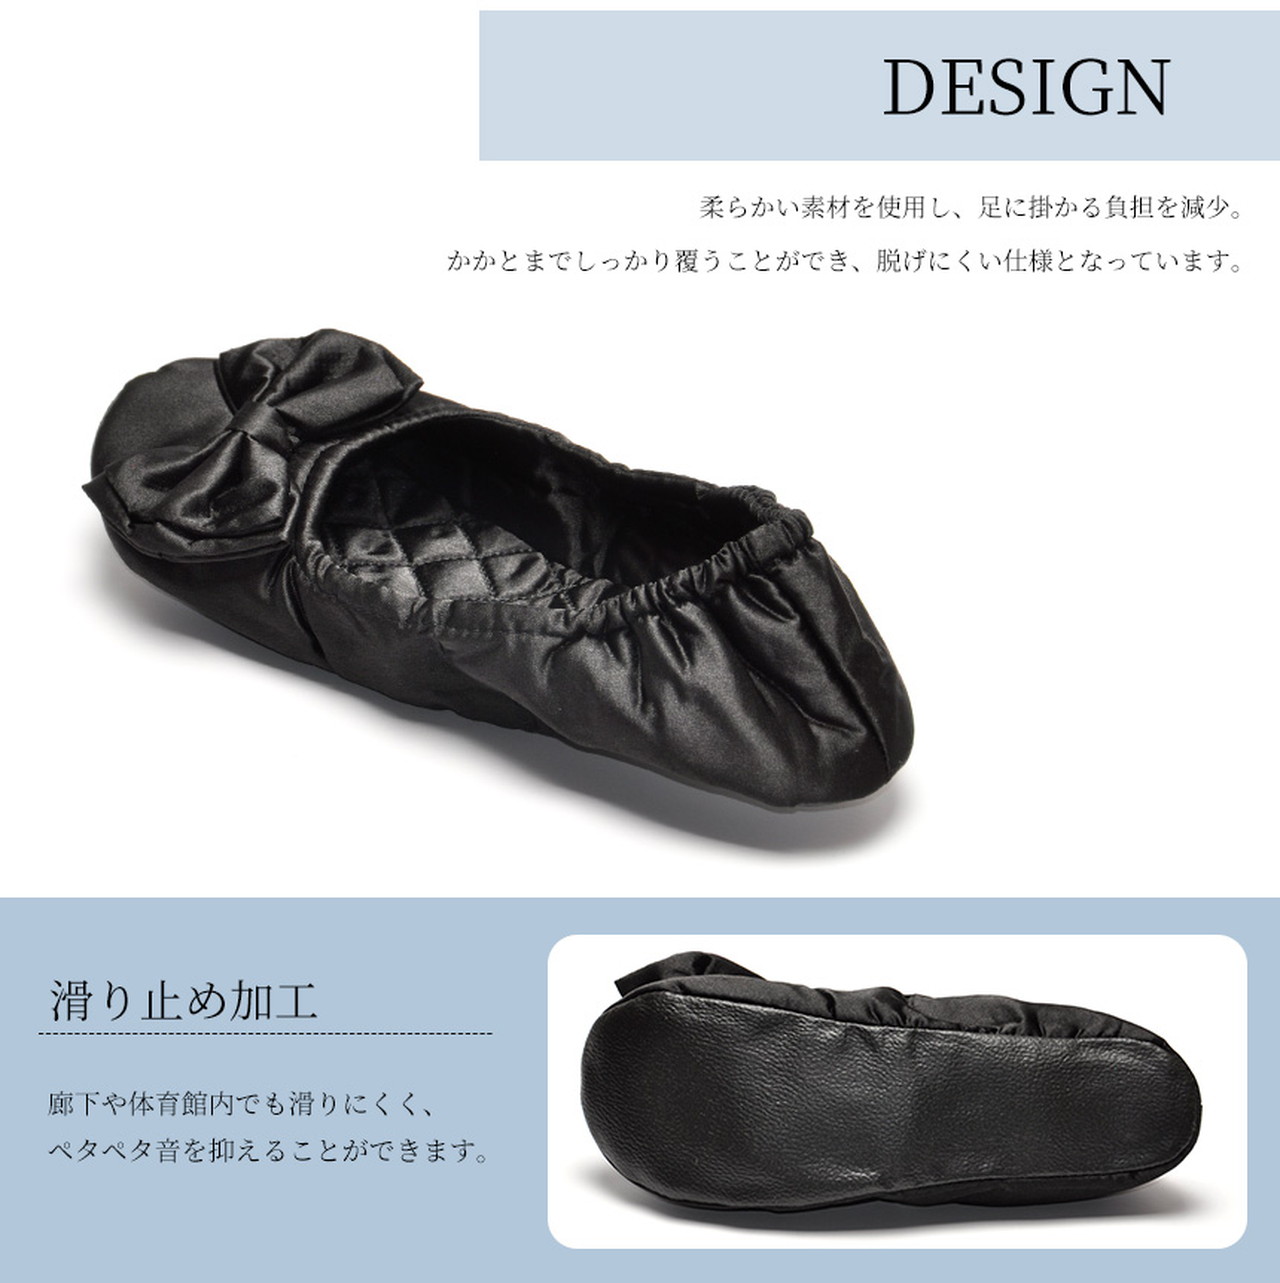 DESIGN
柔らかい素材を使用し、足に掛かる負担を減少。
かかとまでしっかり覆うことができ、脱げにくい仕様となっています。
滑り止め加工
廊下や体育館内でも滑りにくく、
ペタペタ音を抑えることができます。